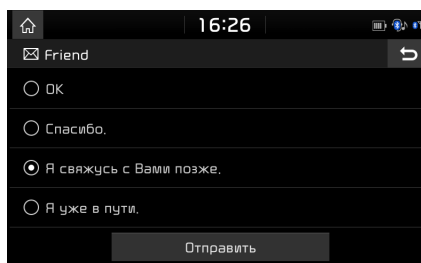 16:26
Friend
OK
Спасибо.
Я свяжусь с Вами позже.
Я уже в пути.
Отправить